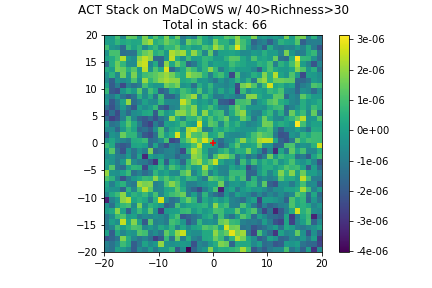 ACT Stack on MaDCoWS w/ 40>Richness>30
Total in stack: 66
20
15
10
5
0
−5
−10
−15
−20
−20
−10
0
10
20
3e-06
2e-06
1e-06
0e+00
-1e-06
-2e-06
-3e-06
-4e-06